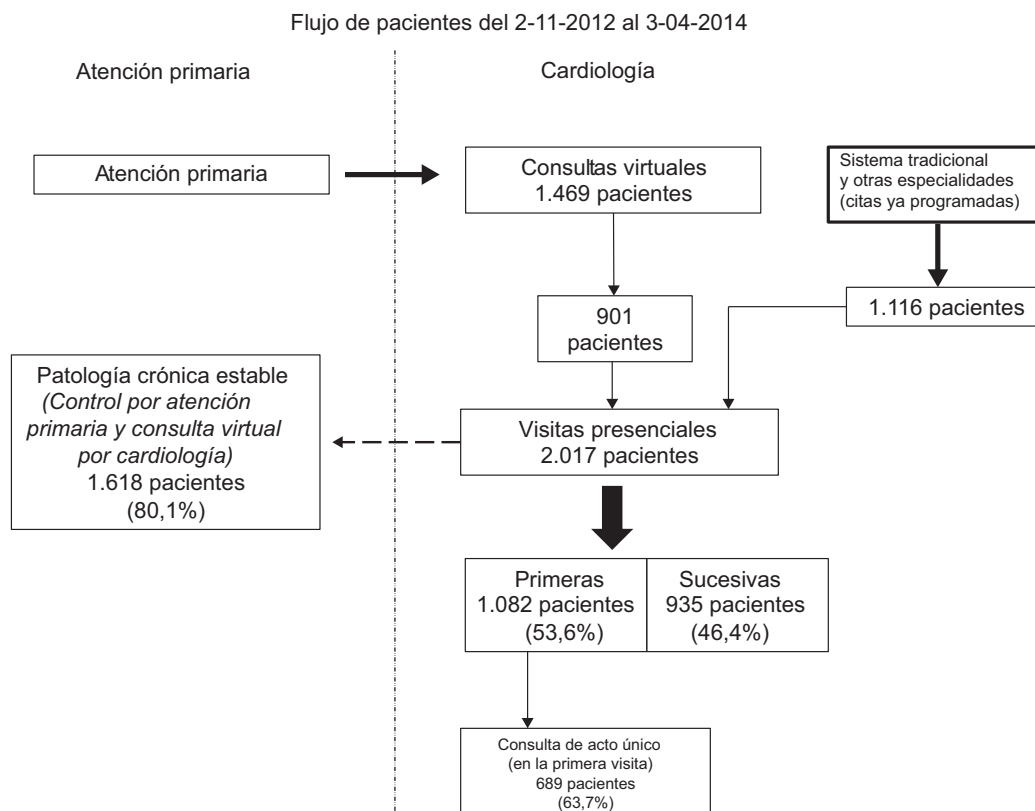 Flujo de pacientes del 2-11-2012 al 3-04-2014
Atención primaria
Cardiología
Atención primaria
Consultas virtuales
1.469 pacientes
Sistema tradicional
y otras especialidades
(citas ya programadas)
901
pacientes
1.116 pacientes
Patología crónica estable
(Control por atención
primaria y consulta virtual
por cardiología)
1.618 pacientes
(80,1%)
Visitas presenciales
2.017 pacientes
Primeras
1.082 pacientes
(53,6%)
Sucesivas
935 pacientes
(46,4%)
Consulta de acto único
(en la primera visita)
689 pacientes
(63,7%)